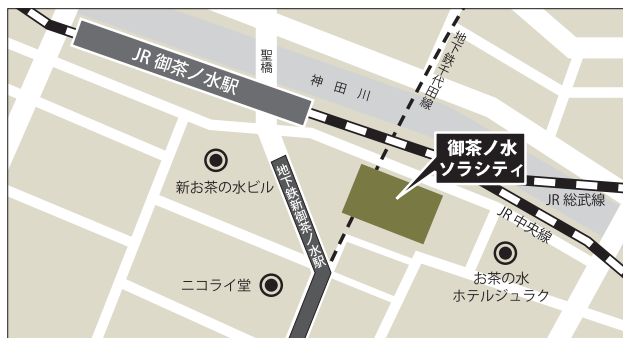 JR 御茶ノ水駅
聖橋
神田川
地下鉄千代田線
御茶ノ水
ソラシティ
新お茶の水ビル
地下鉄新御茶ノ水駅
JR 総武線
JR 中央線
ニコライ堂
お茶の水
ホテルジュラク